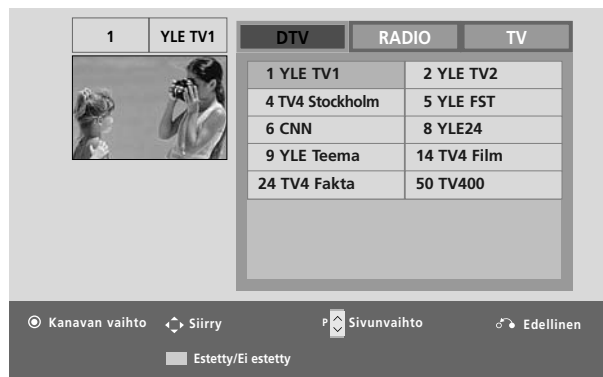 1 YLE TV1
DTV RADIO TV
1 YLE TV1 2 YLE TV2
4 TV4 Stockholm 5 YLE FST
6 CNN 8 YLE24
9 YLE Teema 14 TV4 Film
24 TV4 Fakta 50 TV400
Kanavan vaihto Siirry P Sivunvaihto Edellinen
Estetty/Ei estetty